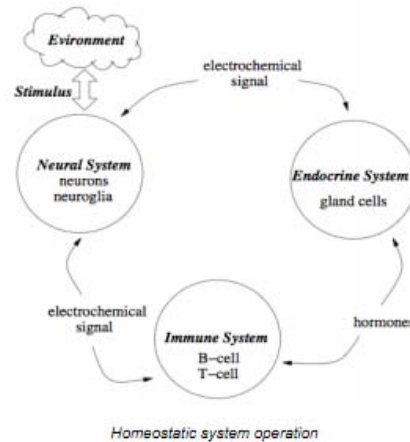 Evironment
Stimulus
electrochemical
signal
Neural System
neurons
neuroglia
Endocrine System
gland cells
electrochemical
signal
hormones
Immune System
B-cell
T-cell
Homeostatic system operation